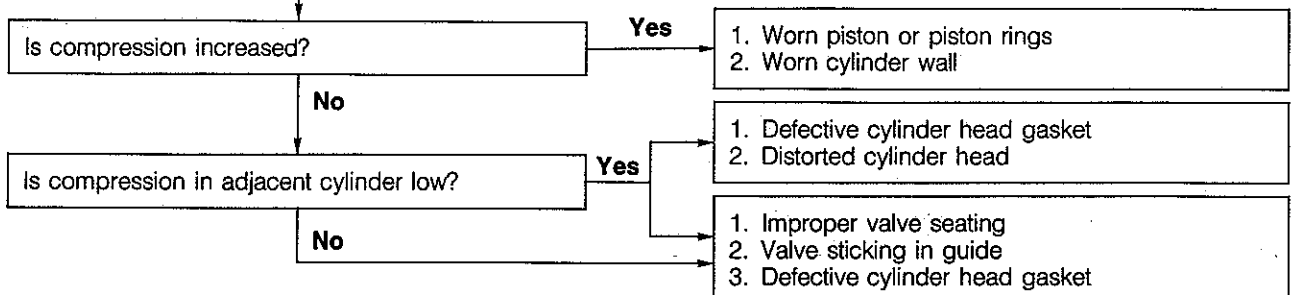 Is compression increased?
Yes
1. Worn piston or piston rings
2. Worn cylinder wall
No
Is compression in adjacent cylinder low?
Yes
1. Defective cylinder head gasket
2. Distorted cylinder head
No
1. Improper valve seating
2. Valve sticking in guide
3. Defective cylinder head gasket